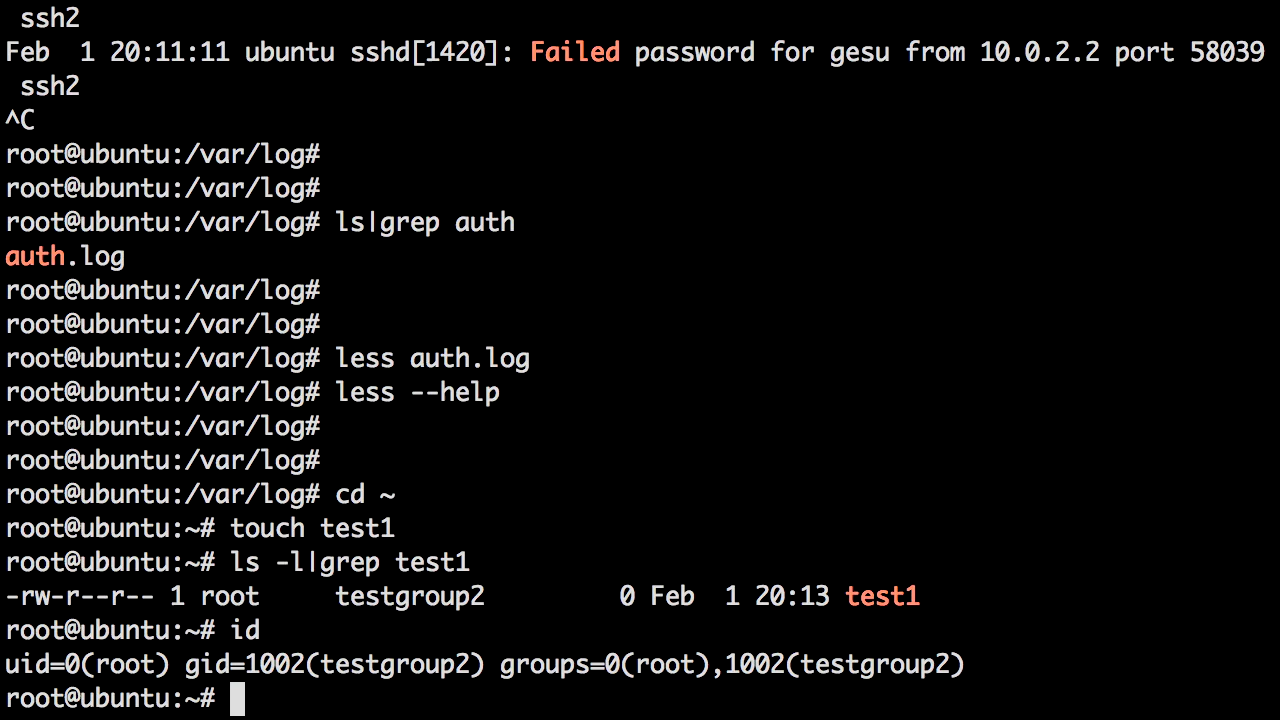 ssh2
Feb  1 20:11:11 ubuntu sshd[1420]: Failed password for gesu from 10.0.2.2 port 58039
 ssh2
^C
root@ubuntu:/var/log#
root@ubuntu:/var/log#
root@ubuntu:/var/log# ls|grep auth
auth.log
root@ubuntu:/var/log#
root@ubuntu:/var/log#
root@ubuntu:/var/log# less auth.log
root@ubuntu:/var/log# less --help
root@ubuntu:/var/log#
root@ubuntu:/var/log#
root@ubuntu:/var/log# cd ~
root@ubuntu:~# touch test1
root@ubuntu:~# ls -l|grep test1
-rw-r--r-- 1 root     testgroup2         0 Feb  1 20:13 test1
root@ubuntu:~# id
uid=0(root) gid=1002(testgroup2) groups=0(root),1002(testgroup2)
root@ubuntu:~#